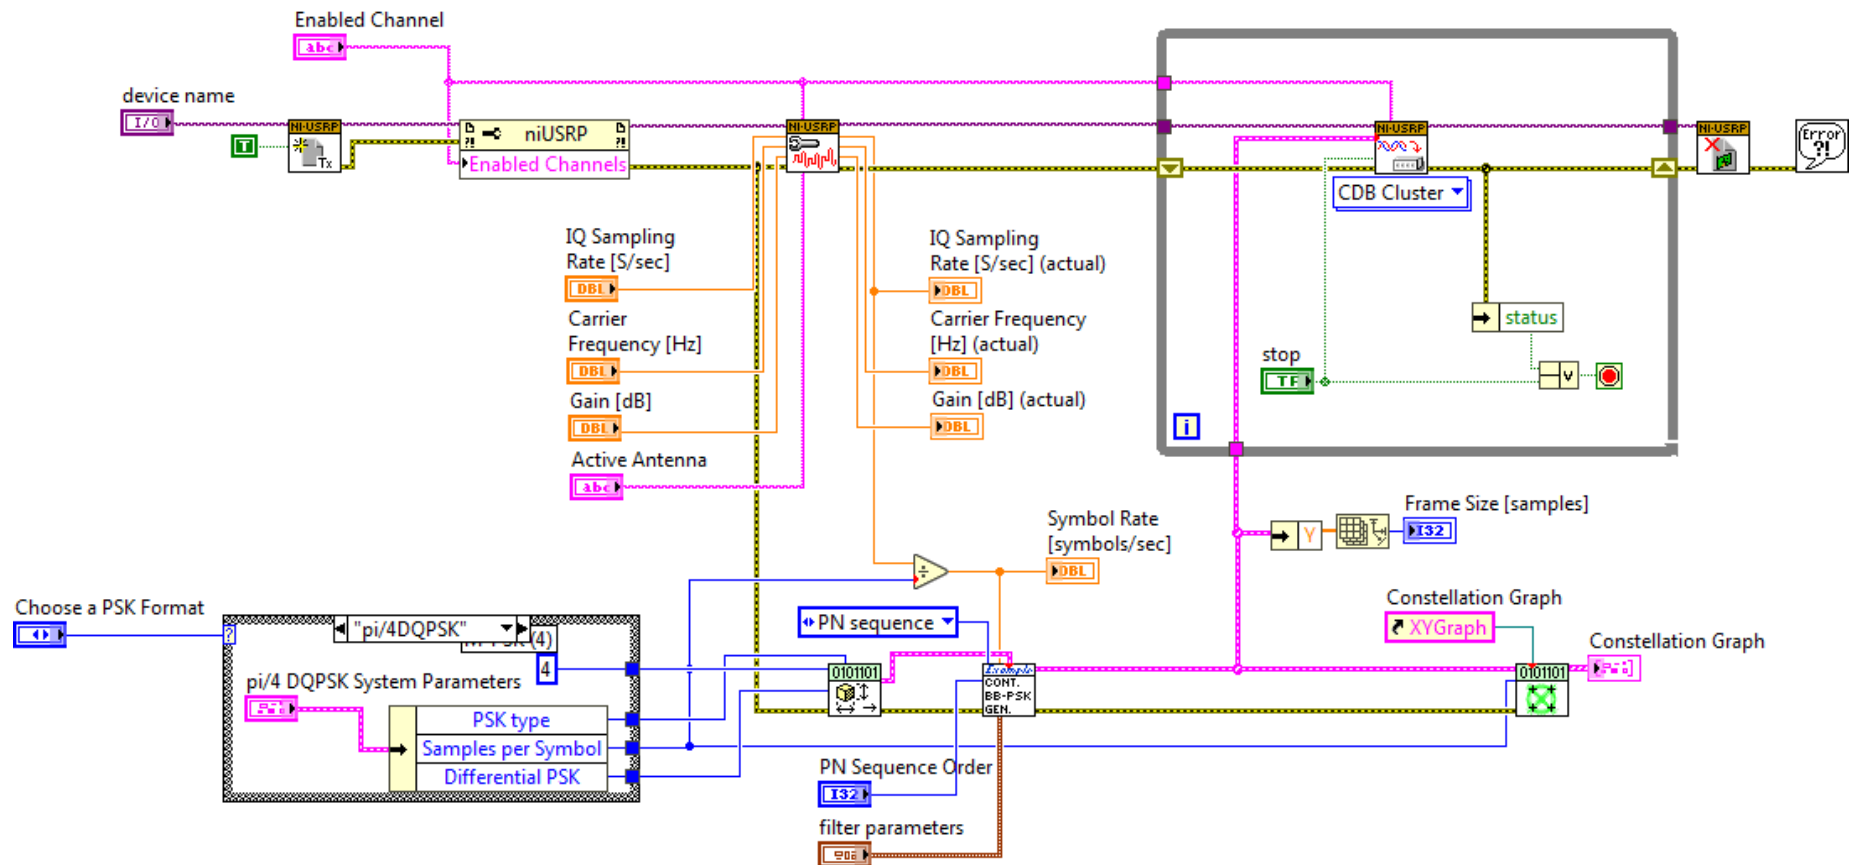 Enabled Channel
abc
device name
I/O
T
NI-USRP
Tx
niUSRP
Enabled Channels
NI-USRP
NI-USRP
CDB Cluster
NI-USRP
Error
?!
IQ Sampling
Rate [S/sec]
DBL
Carrier
Frequency [Hz]
DBL
Gain [dB]
DBL
Active Antenna
abc
IQ Sampling
Rate [S/sec] (actual)
DBL
Carrier Frequency
[Hz] (actual)
DBL
Gain [dB] (actual)
DBL
status
stop
TF
V
i
Frame Size [samples]
Y
I32
Symbol Rate
[symbols/sec]
DBL
÷
Choose a PSK Format
?
"pi/4DQPSK"
(4)
4
pi/4 DQPSK System Parameters
PSK type
Samples per Symbol
Differential PSK
PN sequence
0101101
Example
CONT.
BB-PSK
GEN.
PN Sequence Order
I32
filter parameters
Constellation Graph
XYGraph
0101101
Constellation Graph